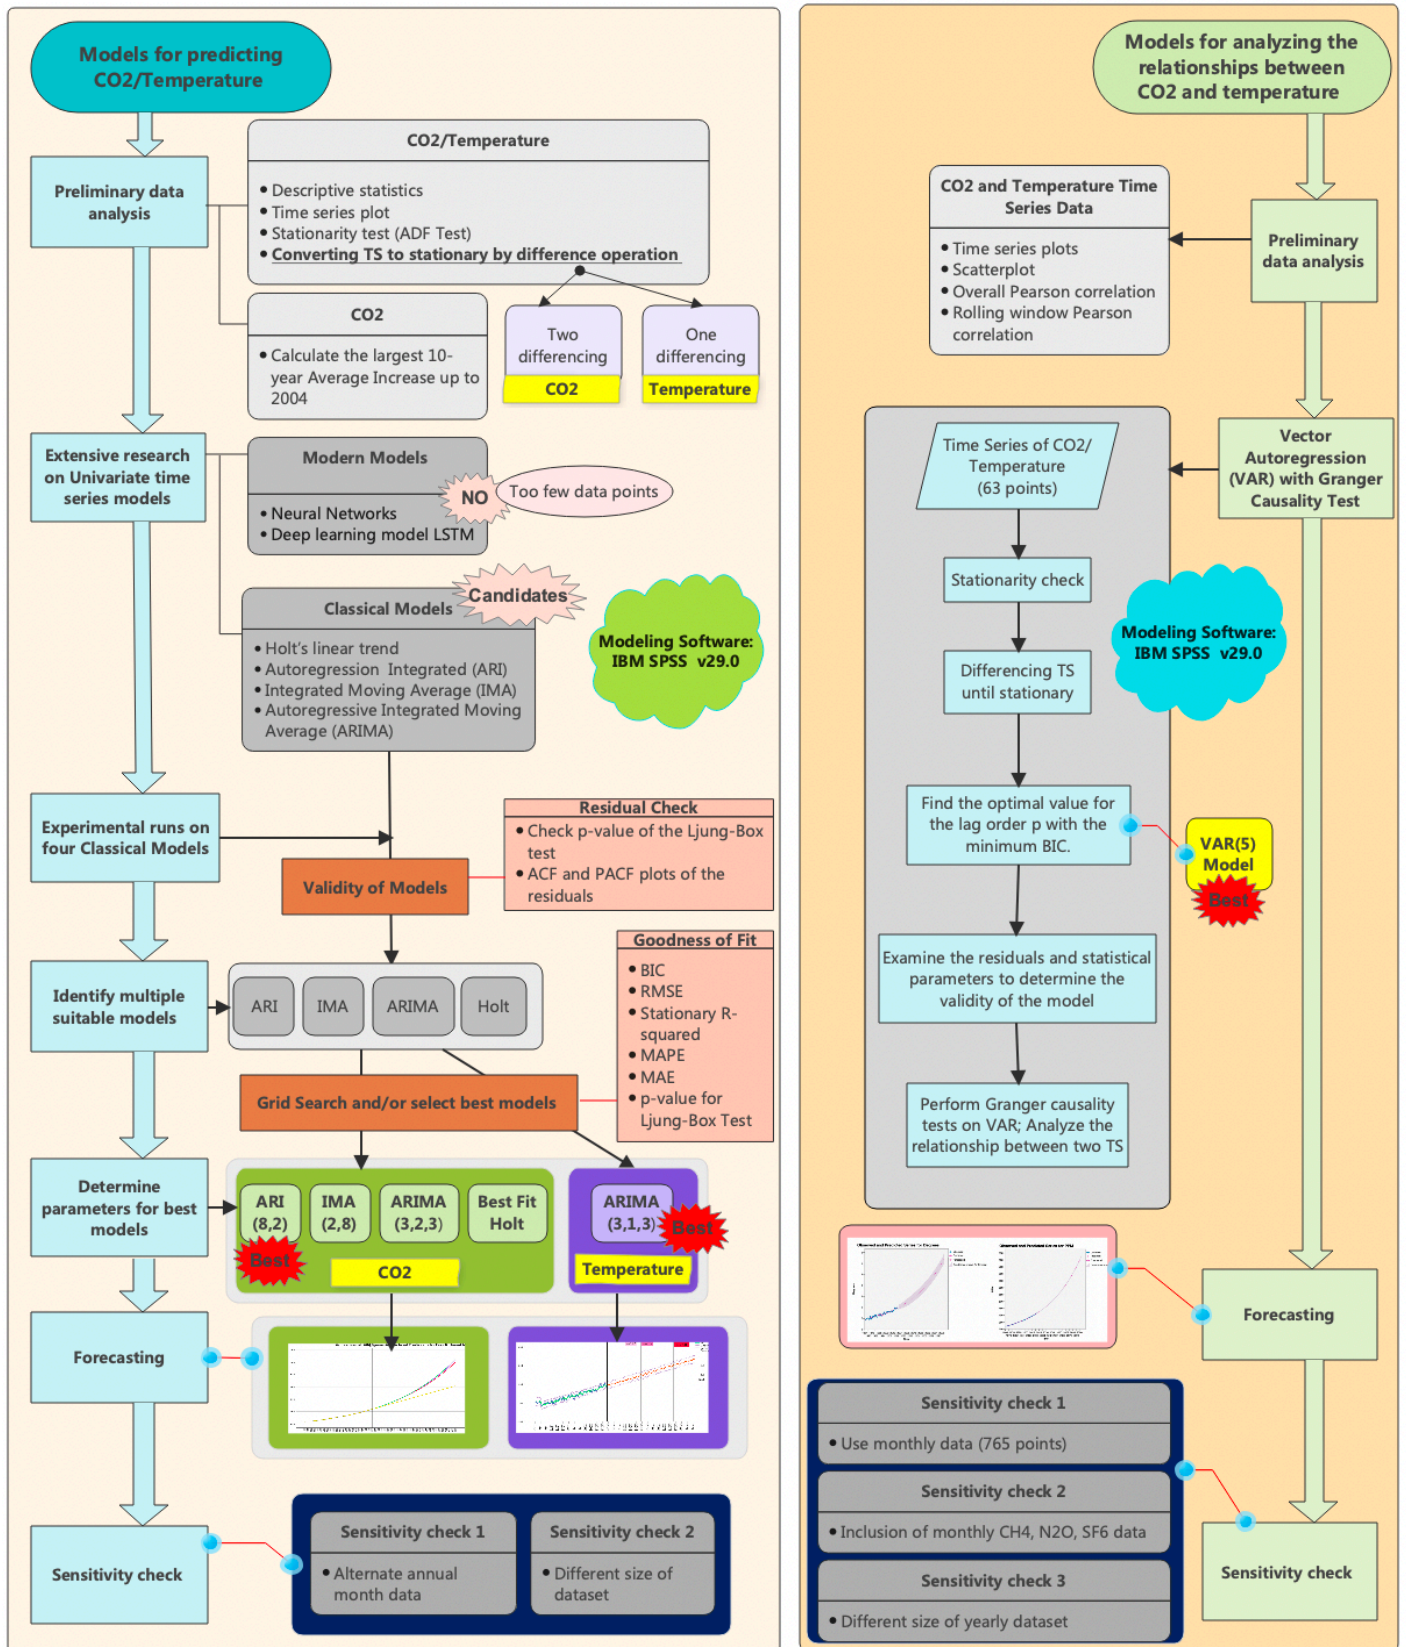 Models for predicting
CO2/Temperature
Preliminary data
analysis
CO2/Temperature
• Descriptive statistics
• Time series plot
• Stationarity test (ADF Test)
• Converting TS to stationary by difference operation
CO2
• Calculate the largest 10-
year Average Increase up to
2004
Two
differencing
CO2
One
differencing
Temperature
Extensive research
on Univariate time
series models
Modern Models
• Neural Networks
• Deep learning model LSTM
NO
Too few data points
Classical Models
Candidates
• Holt's linear trend
• Autoregression Integrated (ARI)
• Integrated Moving Average (IMA)
• Autoregressive Integrated Moving
Average (ARIMA)
Modeling Software:
IBM SPSS v29.0
Experimental runs on
four Classical Models
Residual Check
• Check p-value of the Ljung-Box
test
• ACF and PACF plots of the
residuals
Validity of Models
Goodness of Fit
• BIC
• RMSE
• Stationary R-
squared
• MAPE
• MAE
• p-value for
Ljung-Box Test
Identify multiple
suitable models
ARI
IMA
ARIMA
Holt
Grid Search and/or select best models
Determine
parameters for best
models
ARI
(8,2)
Best
IMA
(2,8)
ARIMA
(3,2,3)
Best Fit
Holt
CO2
ARIMA
(3,1,3)
Best
Temperature
Forecasting
Sensitivity check
Sensitivity check 1
• Alternate annual
month data
Sensitivity check 2
• Different size of
dataset
Models for analyzing the
relationships between
CO2 and temperature
CO2 and Temperature Time
Series Data
• Time series plots
• Scatterplot
• Overall Pearson correlation
• Rolling window Pearson
correlation
Preliminary
data analysis
Vector
Autoregression
(VAR) with Granger
Causality Test
Time Series of CO2/
Temperature
(63 points)
Stationarity check
Differencing TS
until stationary
Modeling Software:
IBM SPSS v29.0
Find the optimal value for
the lag order p with the
minimum BIC.
VAR(5)
Model
Best
Examine the residuals and statistical
parameters to determine the
validity of the model
Perform Granger causality
tests on VAR; Analyze the
relationship between two TS
Observed and Predicted Series for Degrees
Observed and Predicted Series for PPM
Forecasting
Sensitivity check 1
• Use monthly data (765 points)
Sensitivity check 2
• Inclusion of monthly CH4, N2O, SF6 data
Sensitivity check 3
• Different size of yearly dataset
Sensitivity check